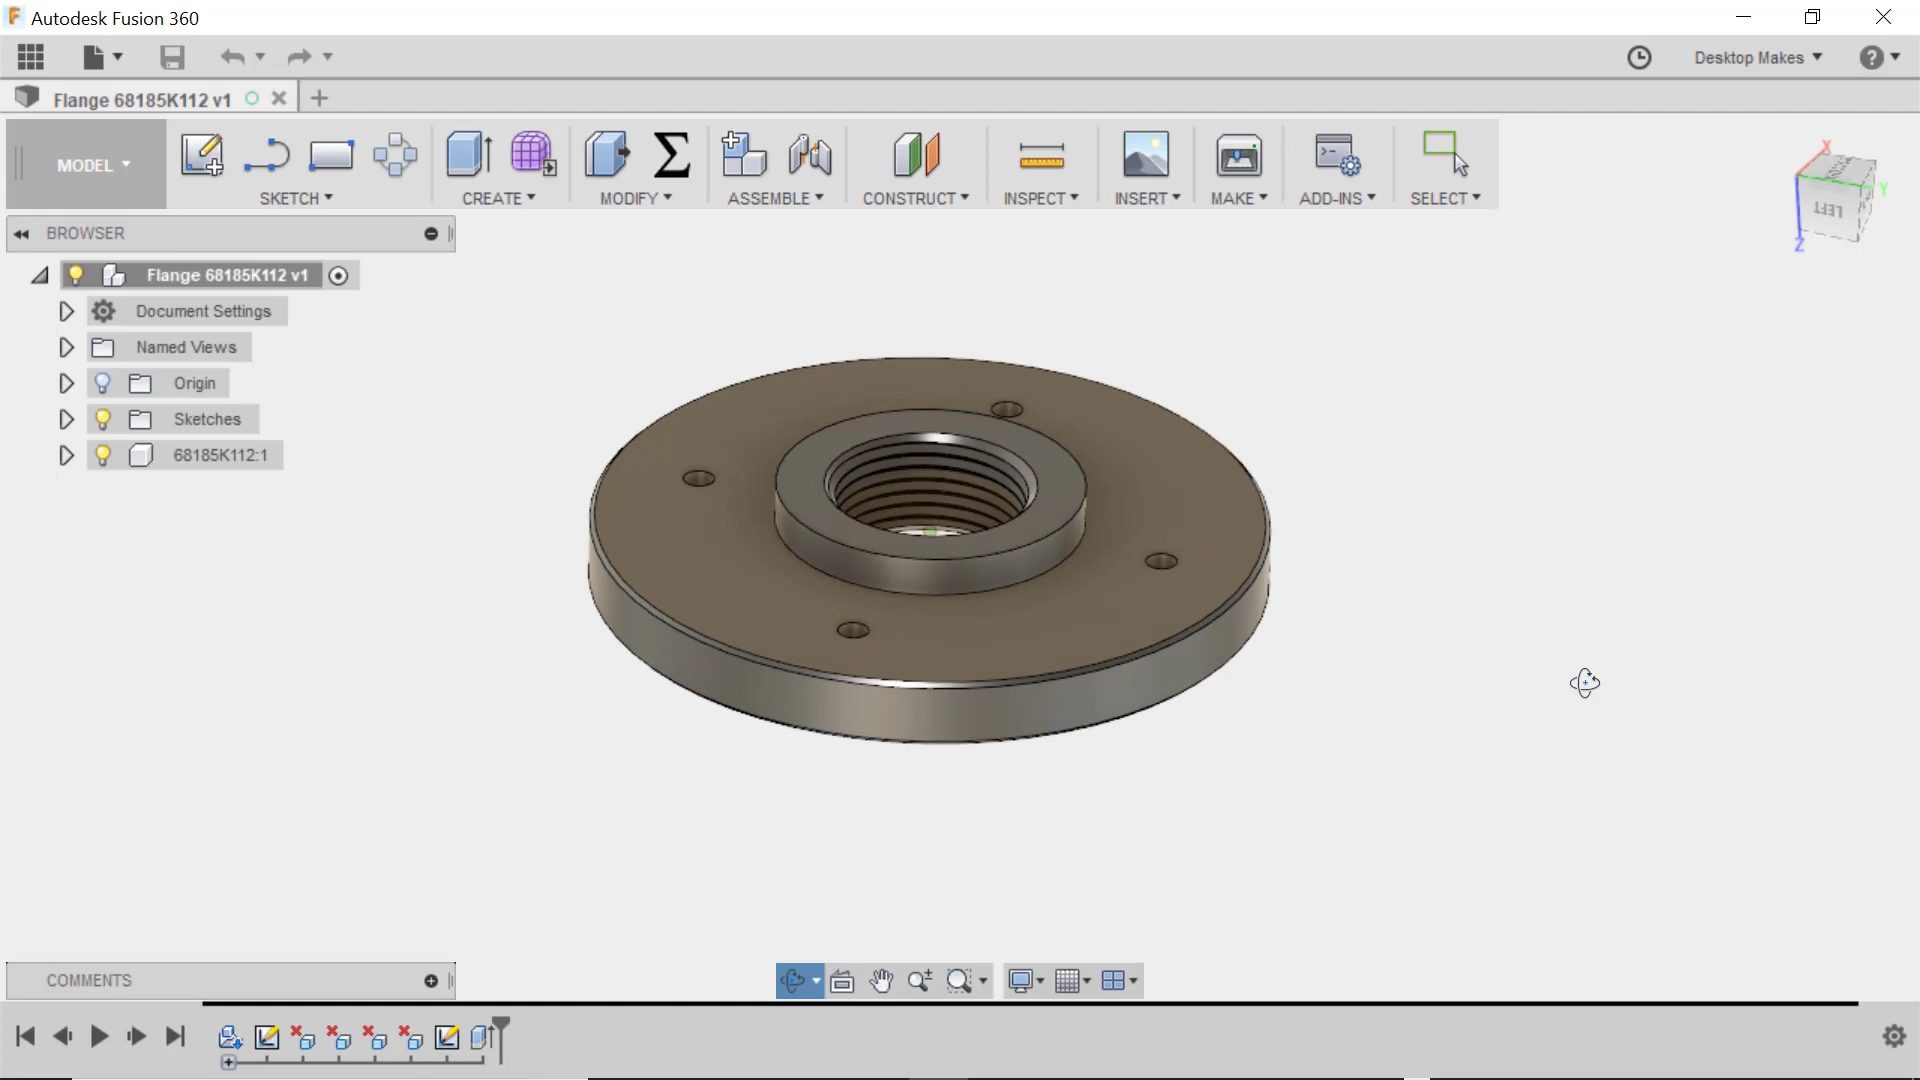 Autodesk Fusion 360
Desktop Makes
Flange 68185K112 v1
MODEL
SKETCH
CREATE
MODIFY
ASSEMBLE
CONSTRUCT
INSPECT
INSERT
MAKE
ADD-INS
SELECT
X
Y
LEFT
Z
BROWSER
Flange 68185K112 v1
Document Settings
Named Views
Origin
Sketches
68185K112:1
COMMENTS